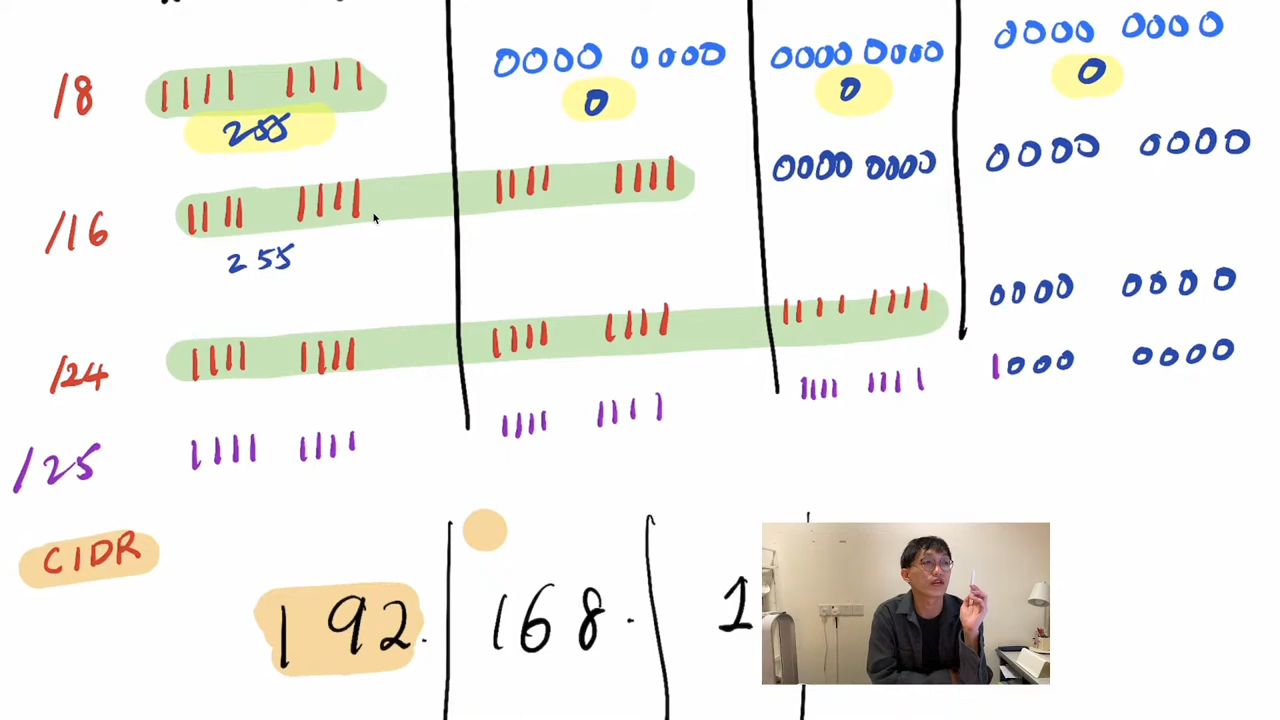 /8 1111 1111 0000 0000 0000 0000 0000 0000
255 0 0 0
/16 1111 1111 1111 1111 0000 0000 0000 0000
255
/24 1111 1111 1111 1111 1111 1111 0000 0000
/25 1111 1111 1111 1111 1111 1111 1000 0000
CIDR
192. 168. 1